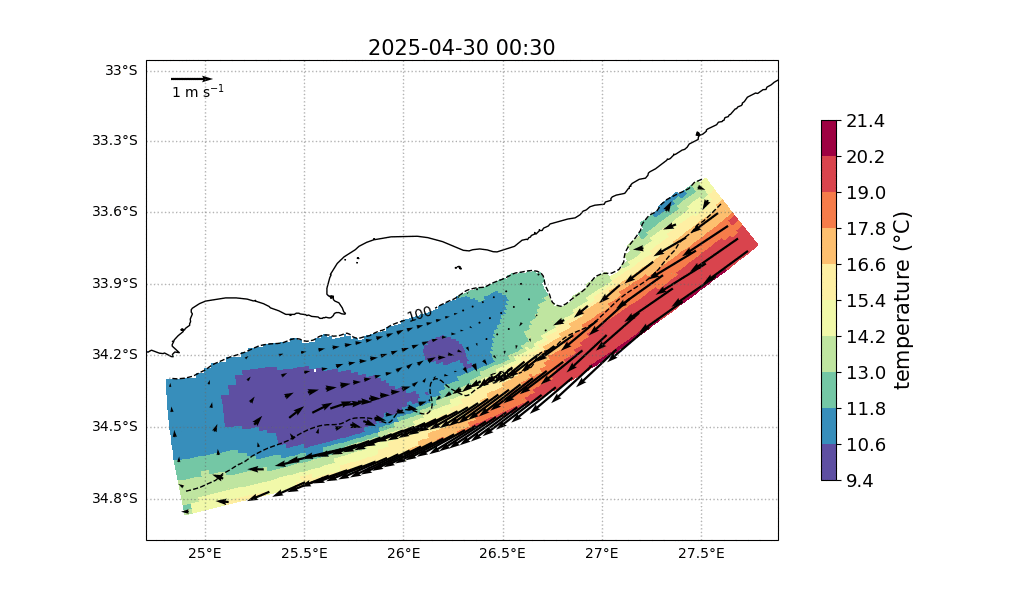 2025-04-30 00:30
1 m s⁻¹
33°S
33.3°S
33.6°S
33.9°S
34.2°S
34.5°S
34.8°S
100
25°E
25.5°E
26°E
26.5°E
27°E
27.5°E
21.4
20.2
19.0
17.8
16.6
15.4
14.2
13.0
11.8
10.6
9.4
temperature (°C)